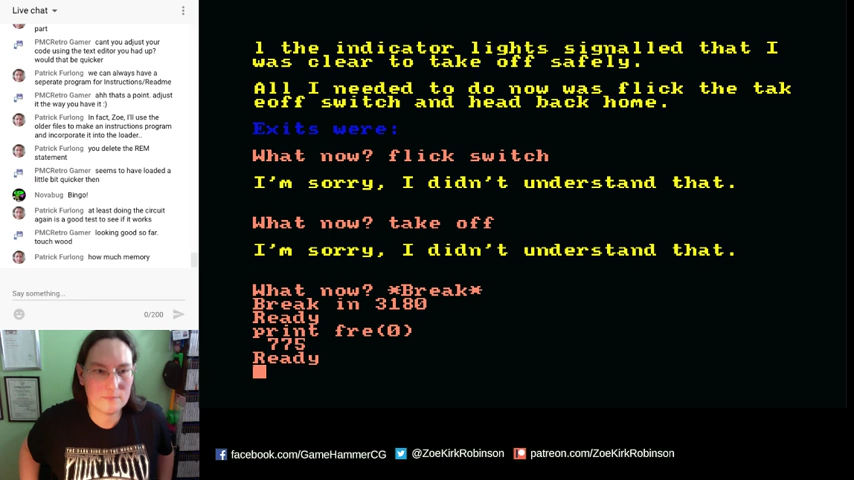 Live chat
part
PMCRetro Gamer cant you adjust your
code using the text editor you had up?
would that be quicker
Patrick Furlong we can always have a
seperate program for Instructions/Readme
PMCRetro Gamer ahh thats a point. adjust
it the way you have it :)
Patrick Furlong In fact, Zoe, I'll use the
older files to make an instructions program
and incorporate it into the loader..
Patrick Furlong you delete the REM
statement
PMCRetro Gamer seems to have loaded a
little bit quicker then
Novabug Bingo!
Patrick Furlong at least doing the circuit
again is a good test to see if it works
PMCRetro Gamer looking good so far.
touch wood
Patrick Furlong how much memory
Say something...
0/200
l the indicator lights signalled that I
was clear to take off safely.
All I needed to do now was flick the tak
eoff switch and head back home.
Exits were:
What now? flick switch
I'm sorry, I didn't understand that.
What now? take off
I'm sorry, I didn't understand that.
What now? *Break*
Break in 3180
Ready
print fre(0)
775
Ready
THE DARK SIDE OF THE MOON
PINK FLOYD
facebook.com/GameHammerCG @ZoeKirkRobinson patreon.com/ZoeKirkRobinson